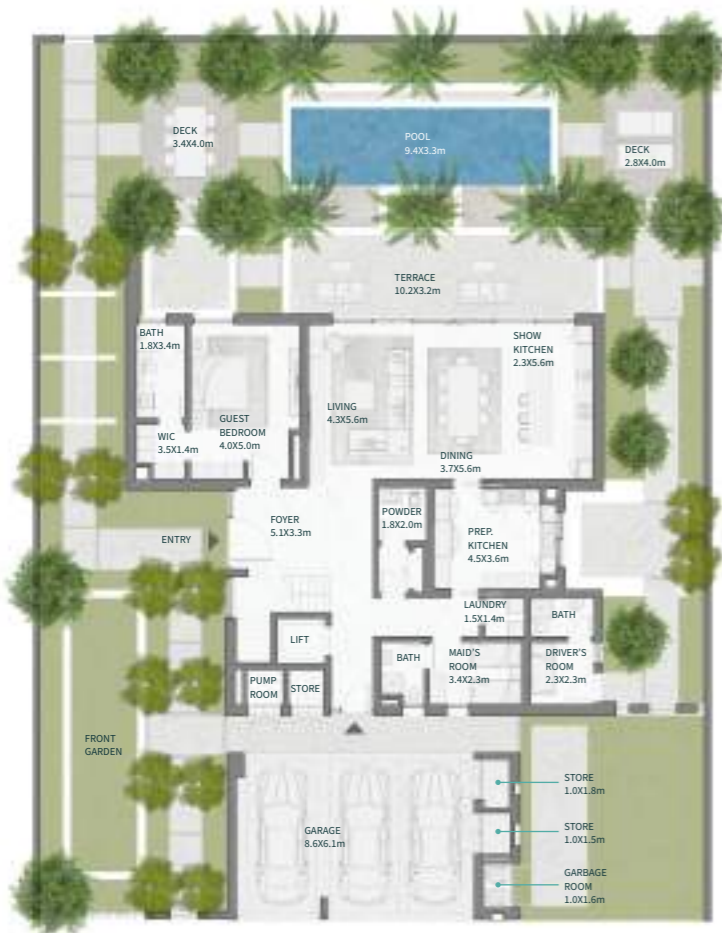 DECK
3.4X4.0m
POOL
9.4X3.3m
DECK
2.8X4.0m
TERRACE
10.2X3.2m
BATH
1.8X3.4m
SHOW
KITCHEN
2.3X5.6m
LIVING
4.3X5.6m
GUEST
BEDROOM
4.0X5.0m
WIC
3.5X1.4m
DINING
3.7X5.6m
FOYER
5.1X3.3m
POWDER
1.8X2.0m
ENTRY
PREP.
KITCHEN
4.5X3.6m
LAUNDRY
1.5X1.4m
BATH
LIFT
BATH
MAID'S
ROOM
3.4X2.3m
DRIVER'S
ROOM
2.3X2.3m
PUMP
ROOM
STORE
FRONT
GARDEN
STORE
1.0X1.8m
GARAGE
8.6X6.1m
STORE
1.0X1.5m
GARBAGE
ROOM
1.0X1.6m